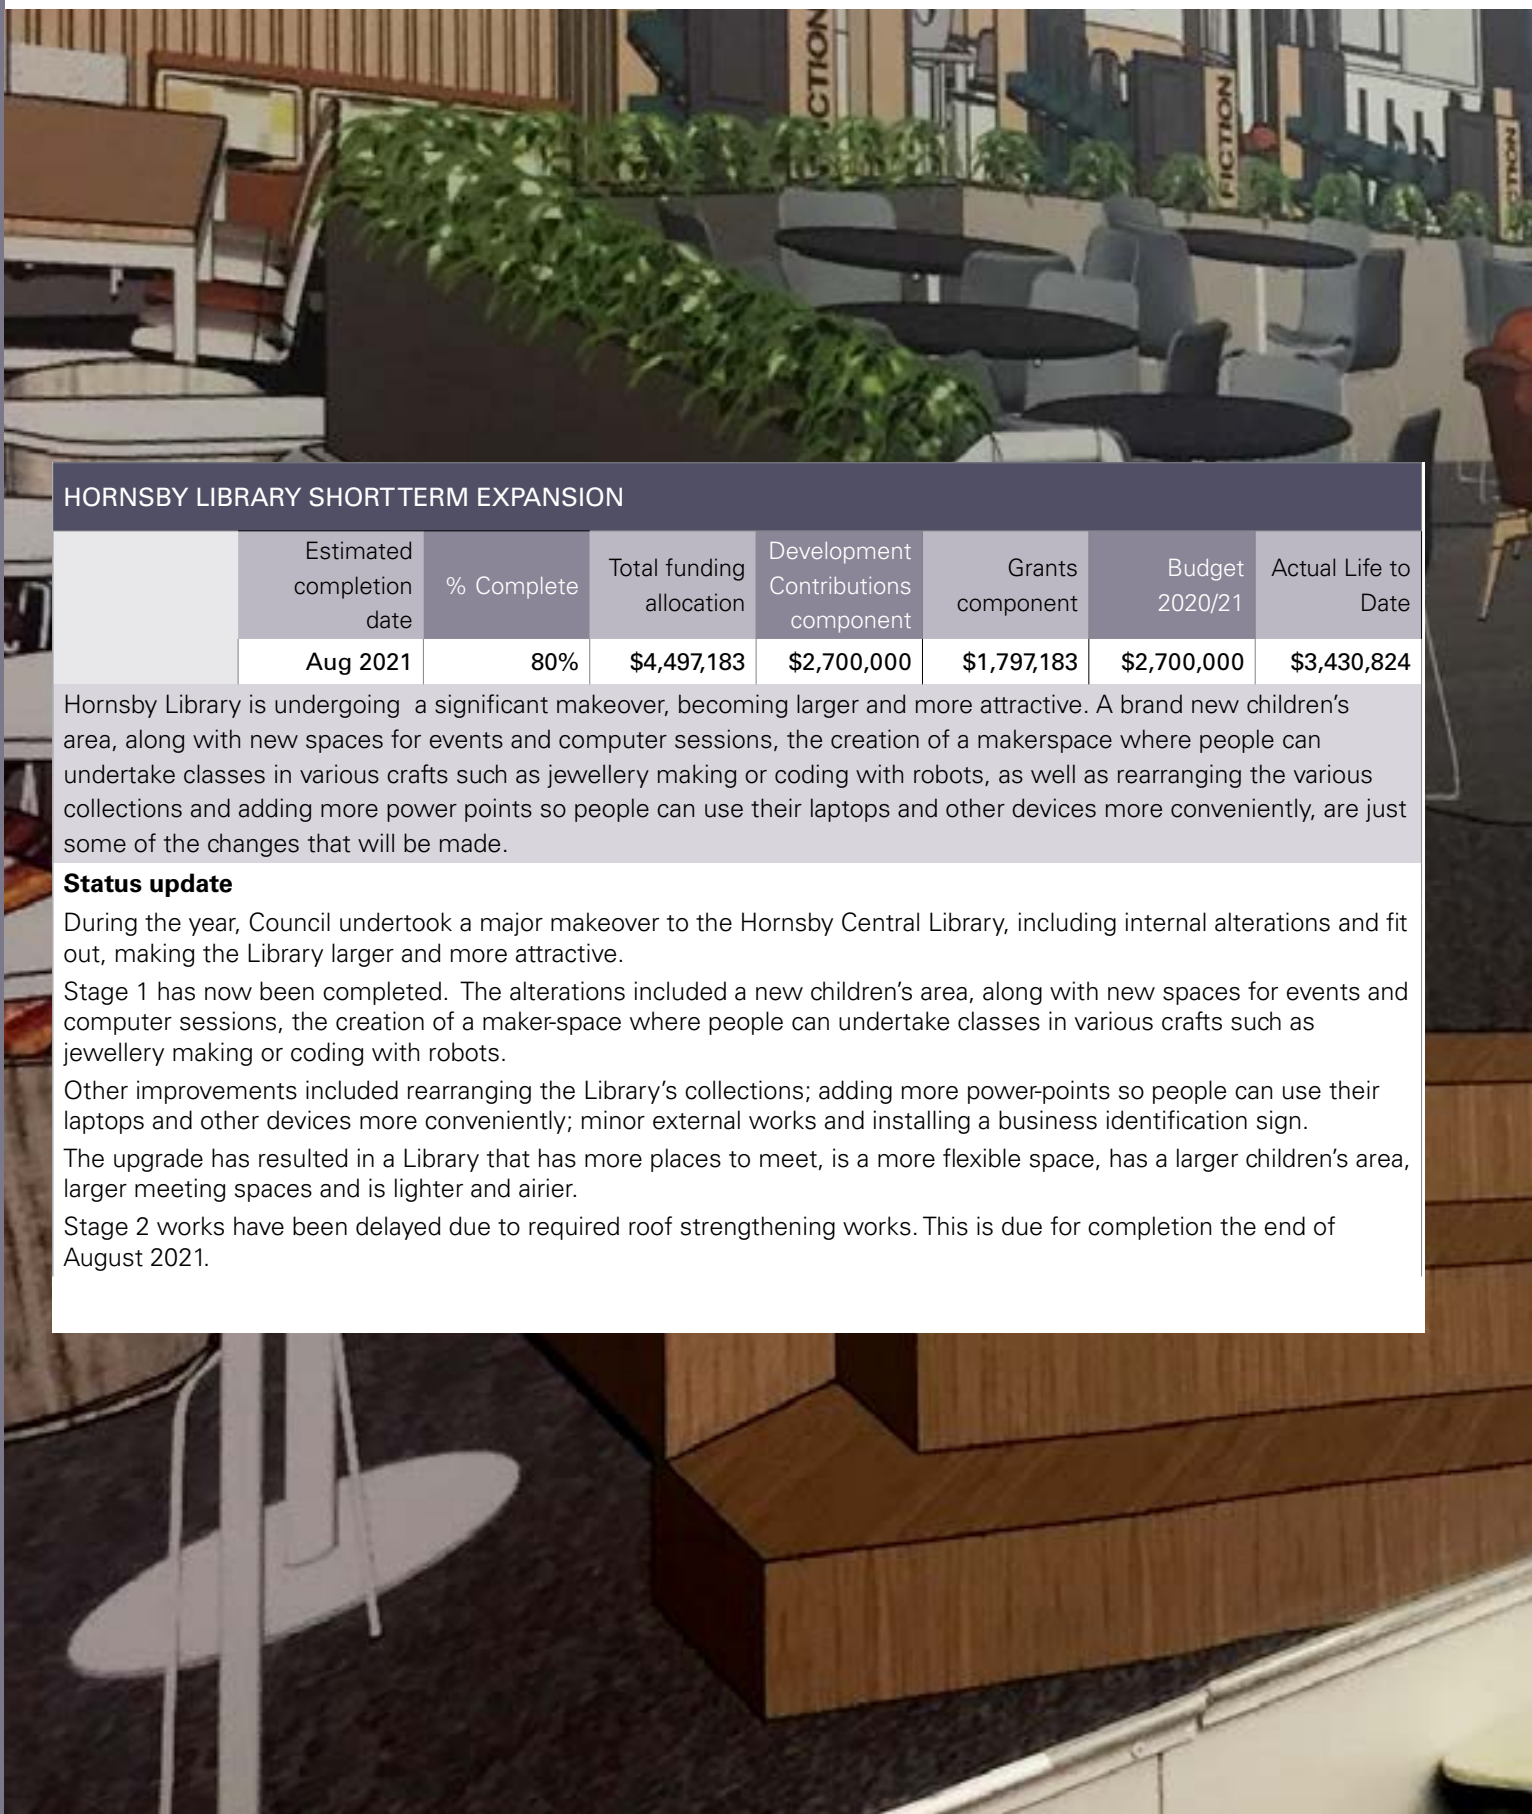 FICTION
FICTION
HORNSBY LIBRARY SHORT TERM EXPANSION
Estimated completion date
% Complete
Total funding allocation
Development Contributions component
Grants component
Budget 2020/21
Actual Life to Date
Aug 2021 80% $4,497,183 $2,700,000 $1,797,183 $2,700,000 $3,430,824
Hornsby Library is undergoing  a significant makeover, becoming larger and more attractive. A brand new children’s
area, along with new spaces for events and computer sessions, the creation of a makerspace where people can
undertake classes in various crafts such as jewellery making or coding with robots, as well as rearranging the various
collections and adding more power points so people can use their laptops and other devices more conveniently, are just
some of the changes that will be made.
Status update
During the year, Council undertook a major makeover to the Hornsby Central Library, including internal alterations and fit
out, making the Library larger and more attractive.
Stage 1 has now been completed.  The alterations included a new children’s area, along with new spaces for events and
computer sessions, the creation of a maker-space where people can undertake classes in various crafts such as
jewellery making or coding with robots.
Other improvements included rearranging the Library’s collections; adding more power-points so people can use their
laptops and other devices more conveniently; minor external works and installing a business identification sign.
The upgrade has resulted in a Library that has more places to meet, is a more flexible space, has a larger children’s area,
larger meeting spaces and is lighter and airier.
Stage 2 works have been delayed due to required roof strengthening works. This is due for completion the end of
August 2021.